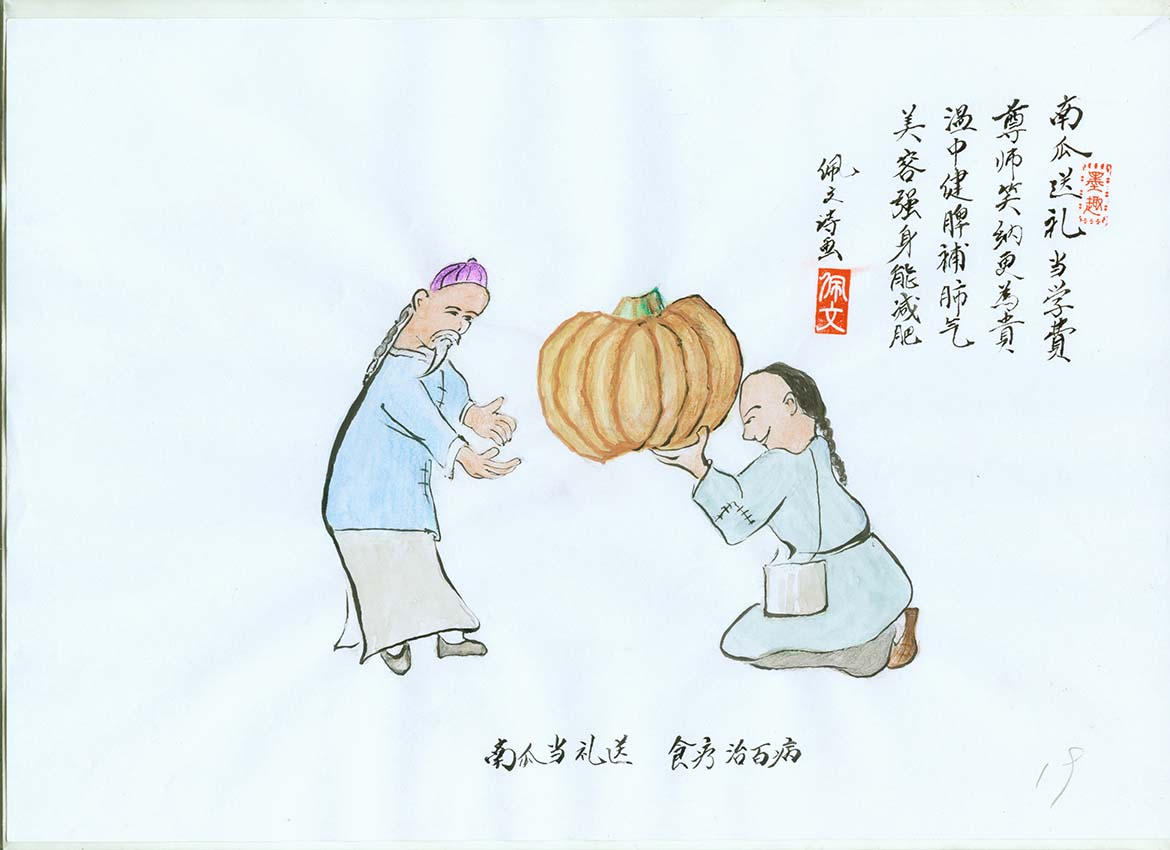 南瓜送礼当学费
尊师笑纳更為貴
温中健脾補肺气
美容强身能减肥
佩文诗画
佩文
墨趣
南瓜当礼送 食疗治百病
19